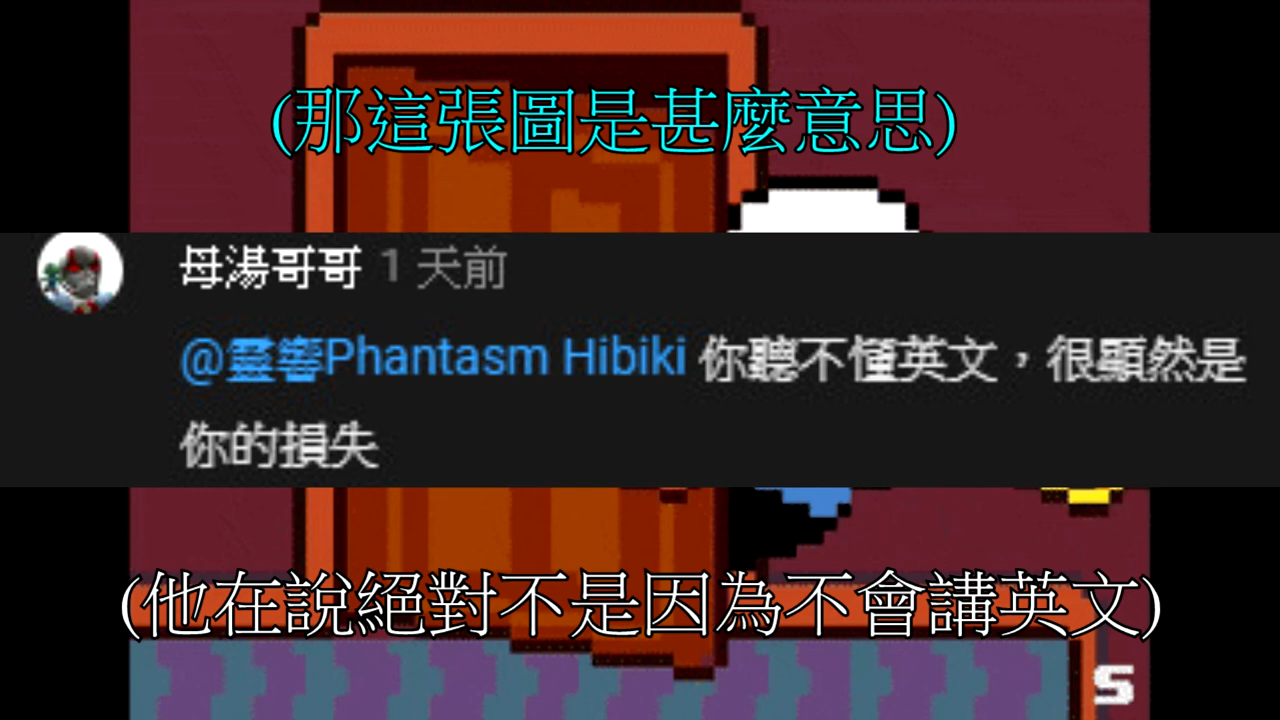 (那這張圖是甚麼意思)
母湯哥哥 1 天前
@靈響Phantasm Hibiki 你聽不懂英文，很顯然是
你的損失
(他在說絕對不是因為不會講英文)
S